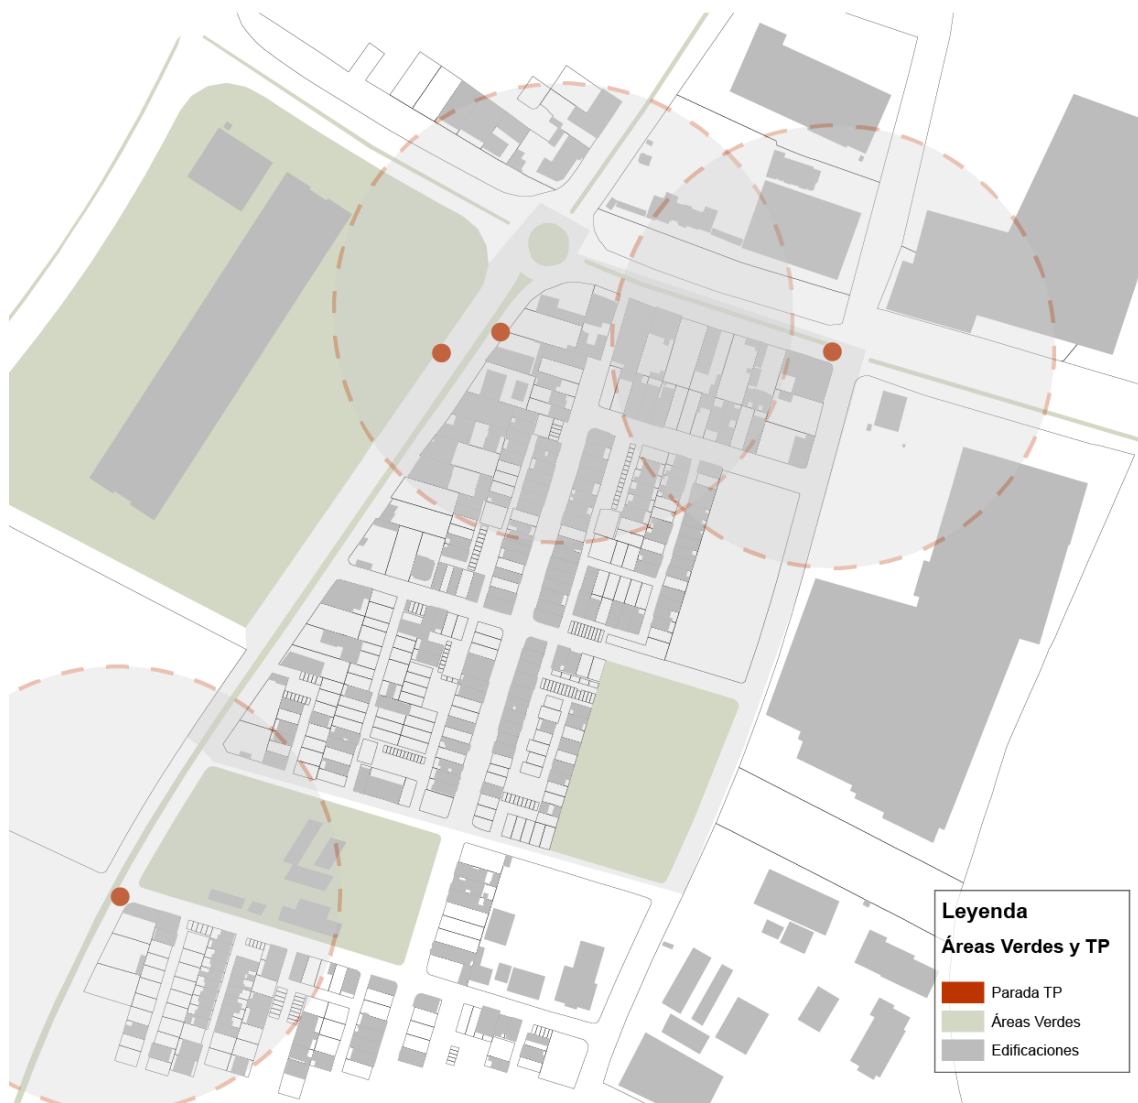 Leyenda
Áreas Verdes y TP
Parada TP
Áreas Verdes
Edificaciones